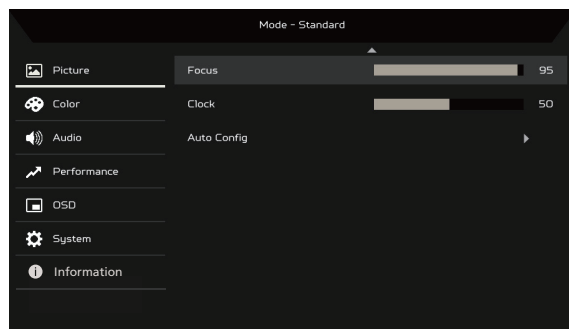 Mode - Standard
Picture
Focus 95
Color
Clock 50
Audio
Auto Config
Performance
OSD
System
Information